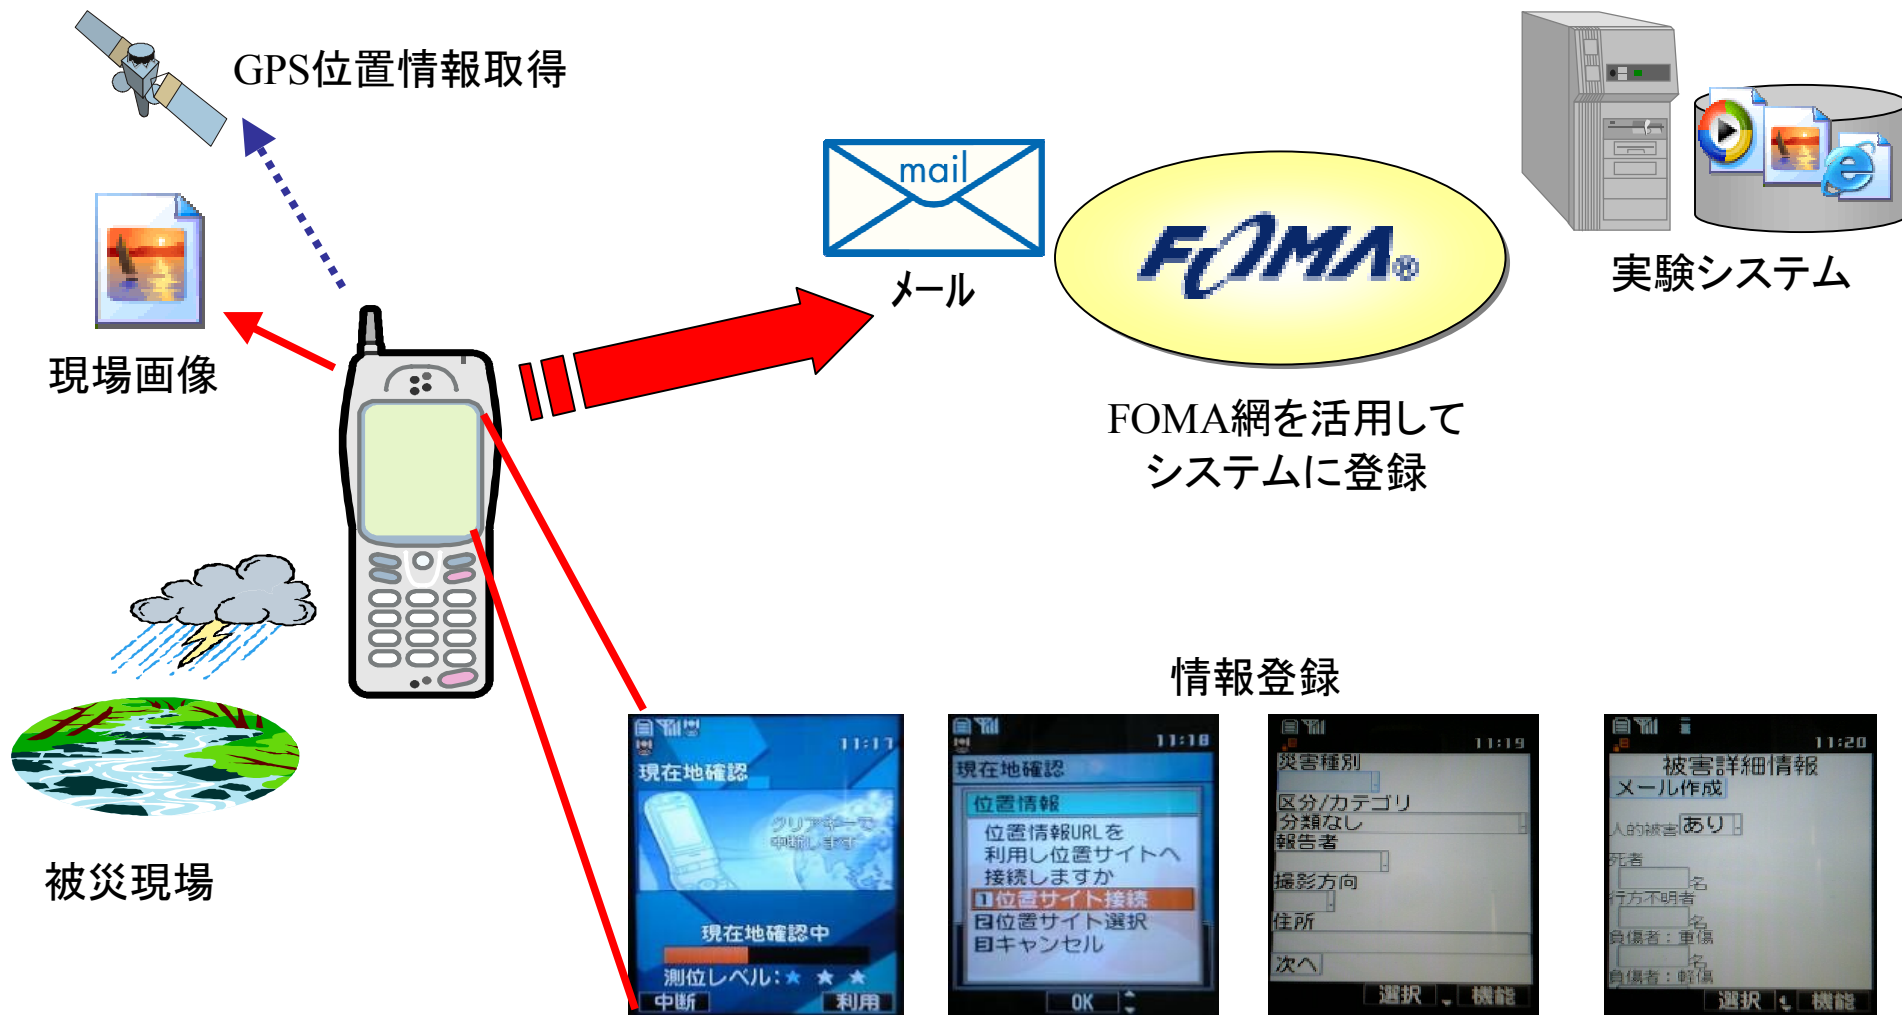 GPS位置情報取得
mail
メール
FOMA®
実験システム
現場画像
FOMA網を活用して
システムに登録
被災現場
情報登録
11:17
現在地確認
クリアキーで
中断します
現在地確認中
測位レベル:★ ★ ★
中断 利用
11:18
現在地確認
位置情報
位置情報URLを
利用し位置サイトへ
接続しますか
1位置サイト接続
2位置サイト選択
3キャンセル
OK
11:19
災害種別
区分/カテゴリ
分類なし
報告者
撮影方向
住所
次へ
選択 機能
11:20
被害詳細情報
メール作成
人的被害 あり
死者
名
行方不明者
名
負傷者:重傷
名
負傷者:軽傷
選択 機能